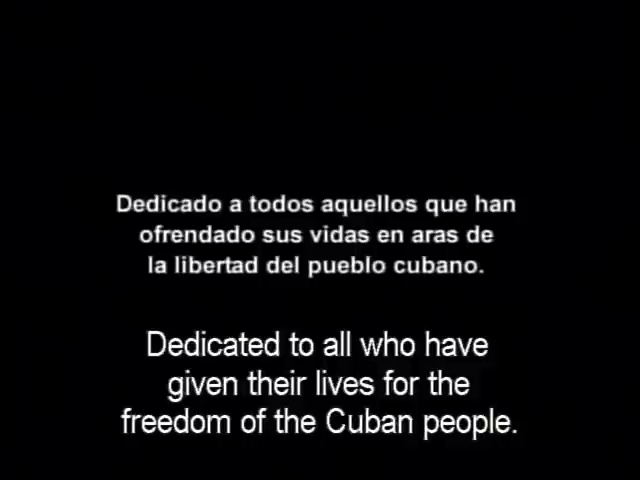 Dedicado a todos aquellos que han
ofrendado sus vidas en aras de
la libertad del pueblo cubano.
Dedicated to all who have
given their lives for the
freedom of the Cuban people.